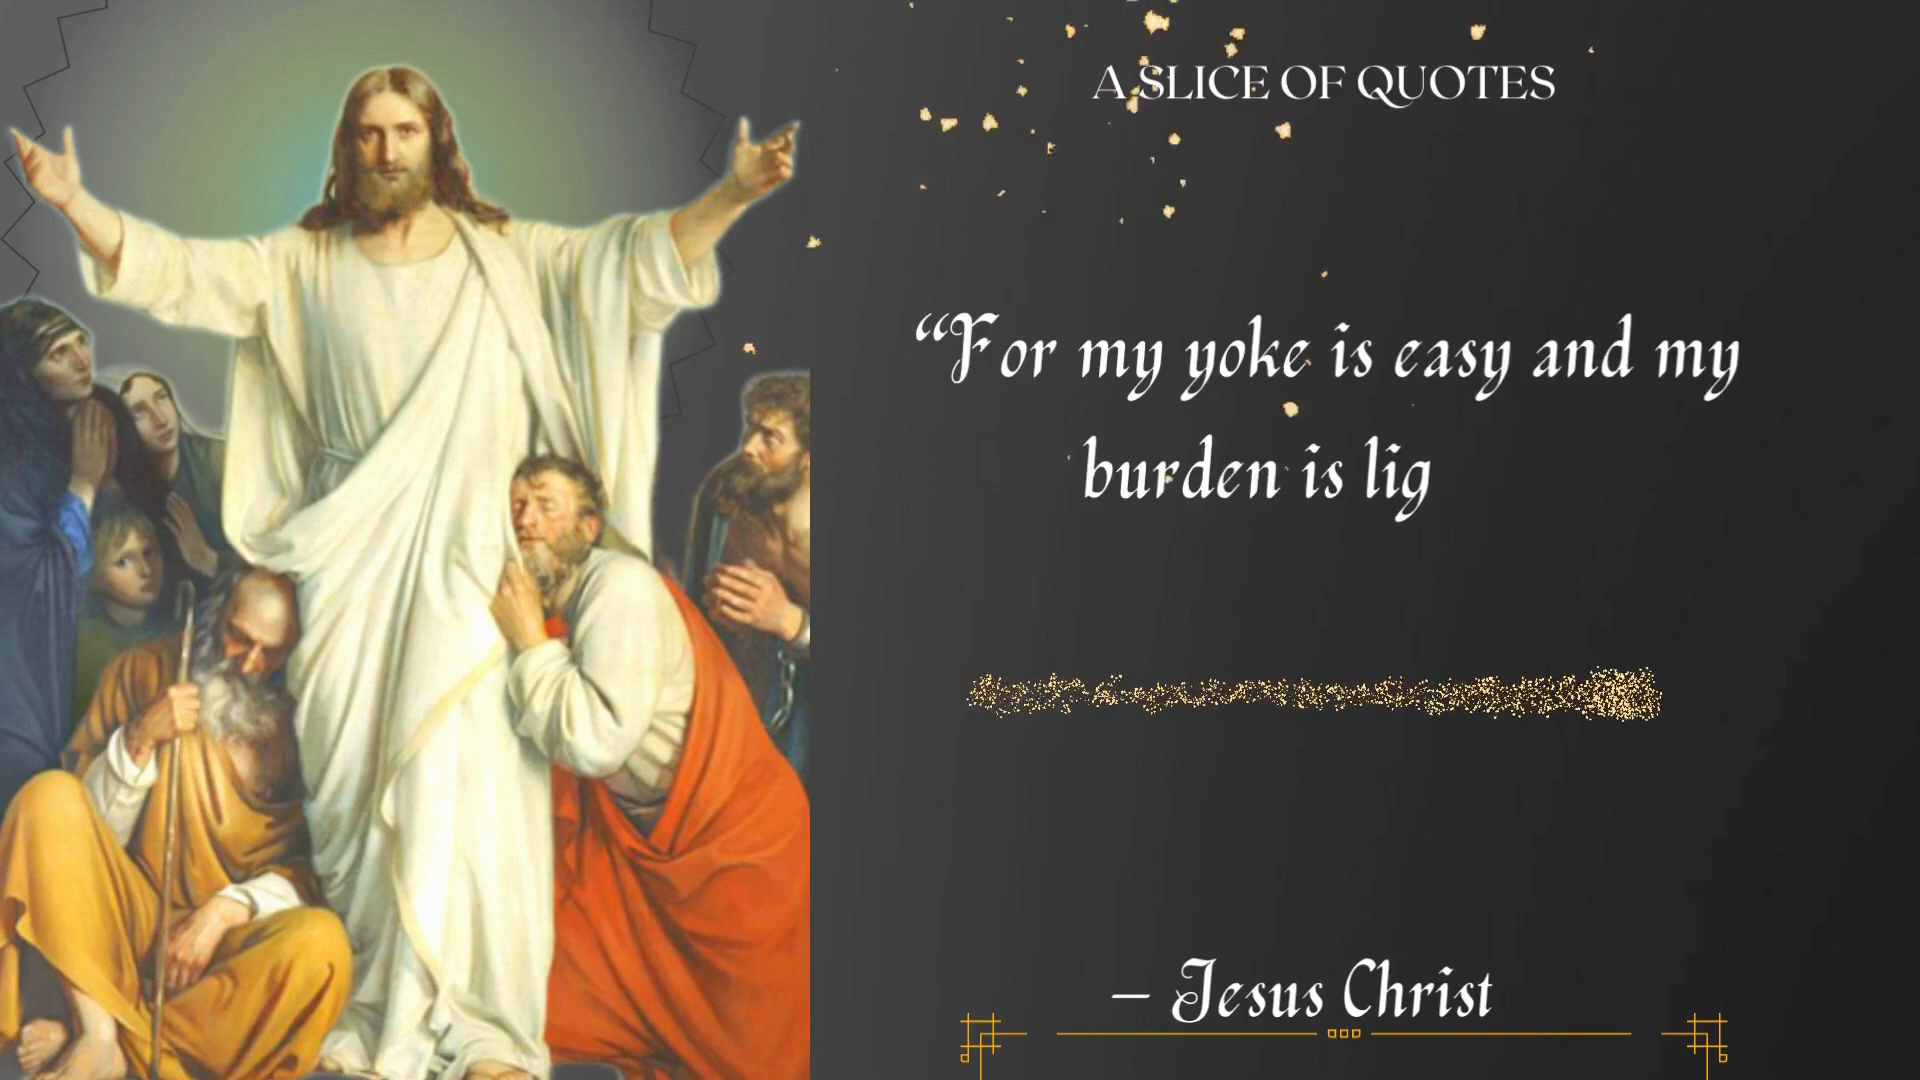 A SLICE OF QUOTES
“For my yoke is easy and my
burden is lig
– Jesus Christ